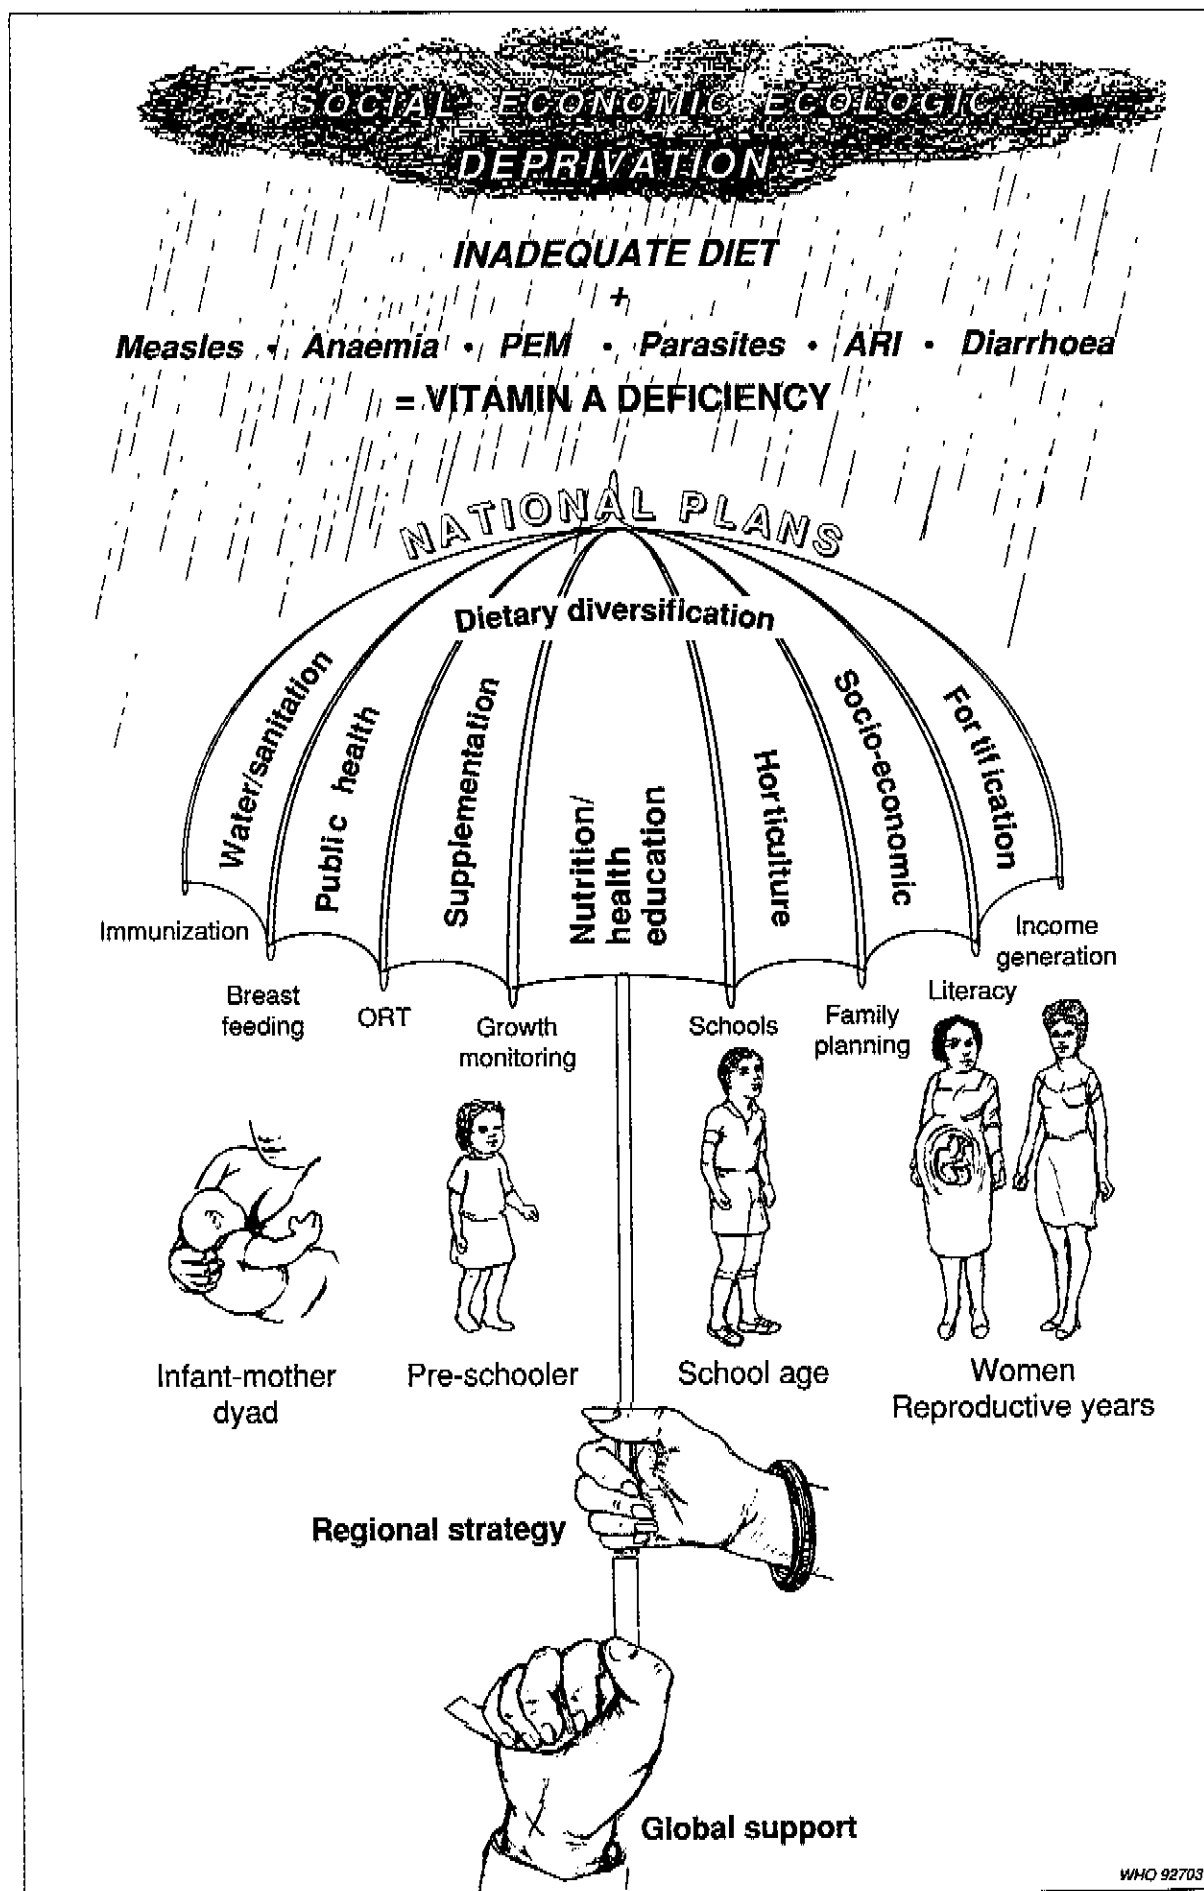 SOCIAL ECONOMIC ECOLOGIC
DEPRIVATION =
INADEQUATE DIET
+
Measles • Anaemia • PEM • Parasites • ARI • Diarrhoea
= VITAMIN A DEFICIENCY
NATIONAL PLANS
Dietary diversification
Water/sanitation
Public health
Supplementation
Nutrition/
health
education
Horticulture
Socio-economic
Fortification
Immunization
Breast
feeding
ORT
Growth
monitoring
Schools
Family
planning
Literacy
Income
generation
Infant-mother
dyad
Pre-schooler
School age
Women
Reproductive years
Regional strategy
Global support
WHO 92703